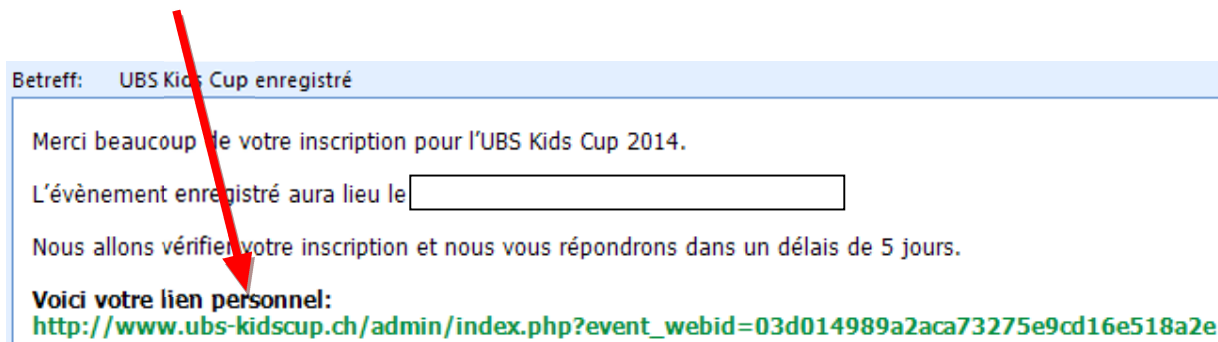 Betreff: UBS Kids Cup enregistré
Merci beaucoup de votre inscription pour l'UBS Kids Cup 2014.
L'évènement enregistré aura lieu le
Nous allons vérifier votre inscription et nous vous répondrons dans un délais de 5 jours.
Voici votre lien personnel:
http://www.ubs-kidscup.ch/admin/index.php?event_webid=03d014989a2aca73275e9cd16e518a2e